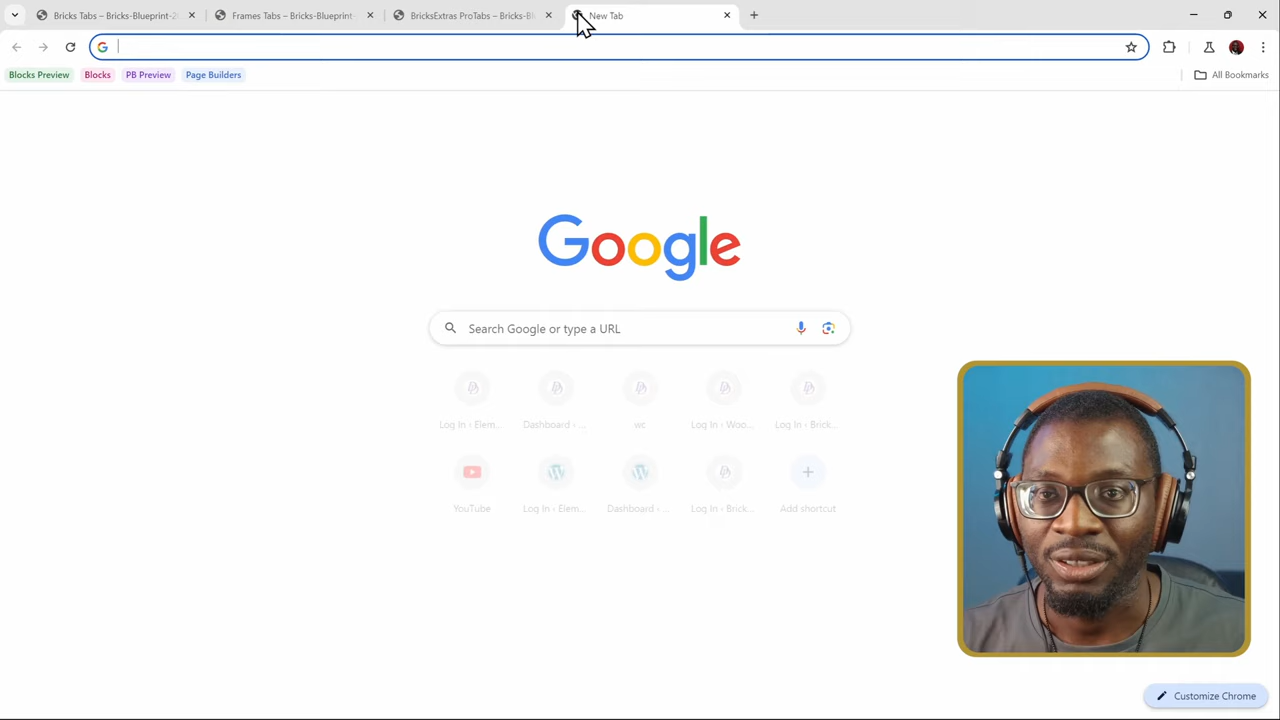 Bricks Tabs – Bricks-Blueprint-2
Frames Tabs – Bricks-Blueprint-
BricksExtras ProTabs – Bricks-Bl
New Tab
Blocks Preview
Blocks
PB Preview
Page Builders
All Bookmarks
Google
Search Google or type a URL
Log In ‹ Elem...
Dashboard ‹ ...
wc
Log In ‹ Woo...
Log In ‹ Brick...
YouTube
Log In ‹ Elem...
Dashboard ‹ ...
Log In ‹ Brick...
Add shortcut
Customize Chrome